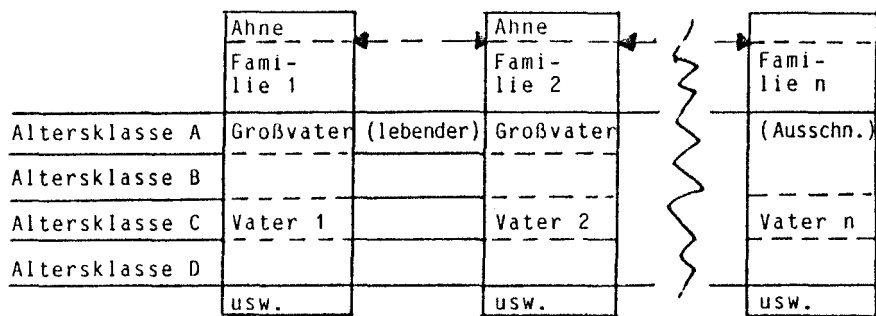 Ahne Ahne
Fami- Fami- Fami-
lie 1 lie 2 lie n
Altersklasse A Großvater (lebender) Großvater (Ausschn.)
Altersklasse B
Altersklasse C Vater 1 Vater 2 Vater n
Altersklasse D
usw. usw. usw.